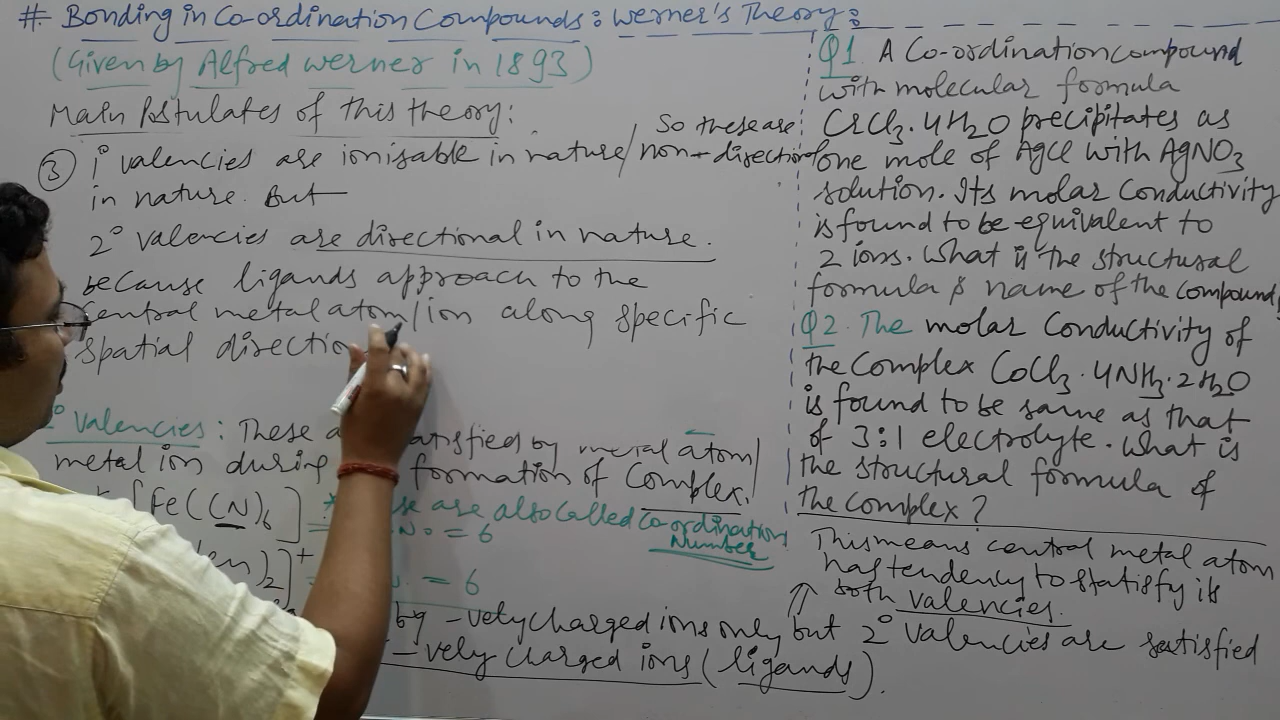 # Bonding in Co-ordination Compounds: Werner's Theory:
(Given by Alfred werner in 1893)
Main Postulates of this theory:
③ 1° valencies are ionisable in nature/ So these are non-directional
in nature. But
2° valencies are directional in nature.
because ligands approach to the
central metal atom/ion along specific
spatial directio
2° valencies: These a atisfied by metal atom/
metal ion during formation of Complex.
[Fe(CN)6] * se are also called Co-ordination Number
No = 6
en)2]+ = 6
by -vely charged ions only but 2° valencies are satisfied
-vely charged ions (ligands).
Q1. A Co-ordination compound
with molecular formula
CrCl3.4H2O precipitates as
one mole of AgCl with AgNO3
solution. Its molar Conductivity
is found to be equivalent to
2 ions. What is the structural
formula & name of the compound
Q2. The molar Conductivity of
the Complex CoCl3.4NH3.2H2O
is found to be same as that
of 3:1 electrolyte. What is
the structural formula of
the complex?
This means central metal atom
has tendency to statisfy its
both valencies.